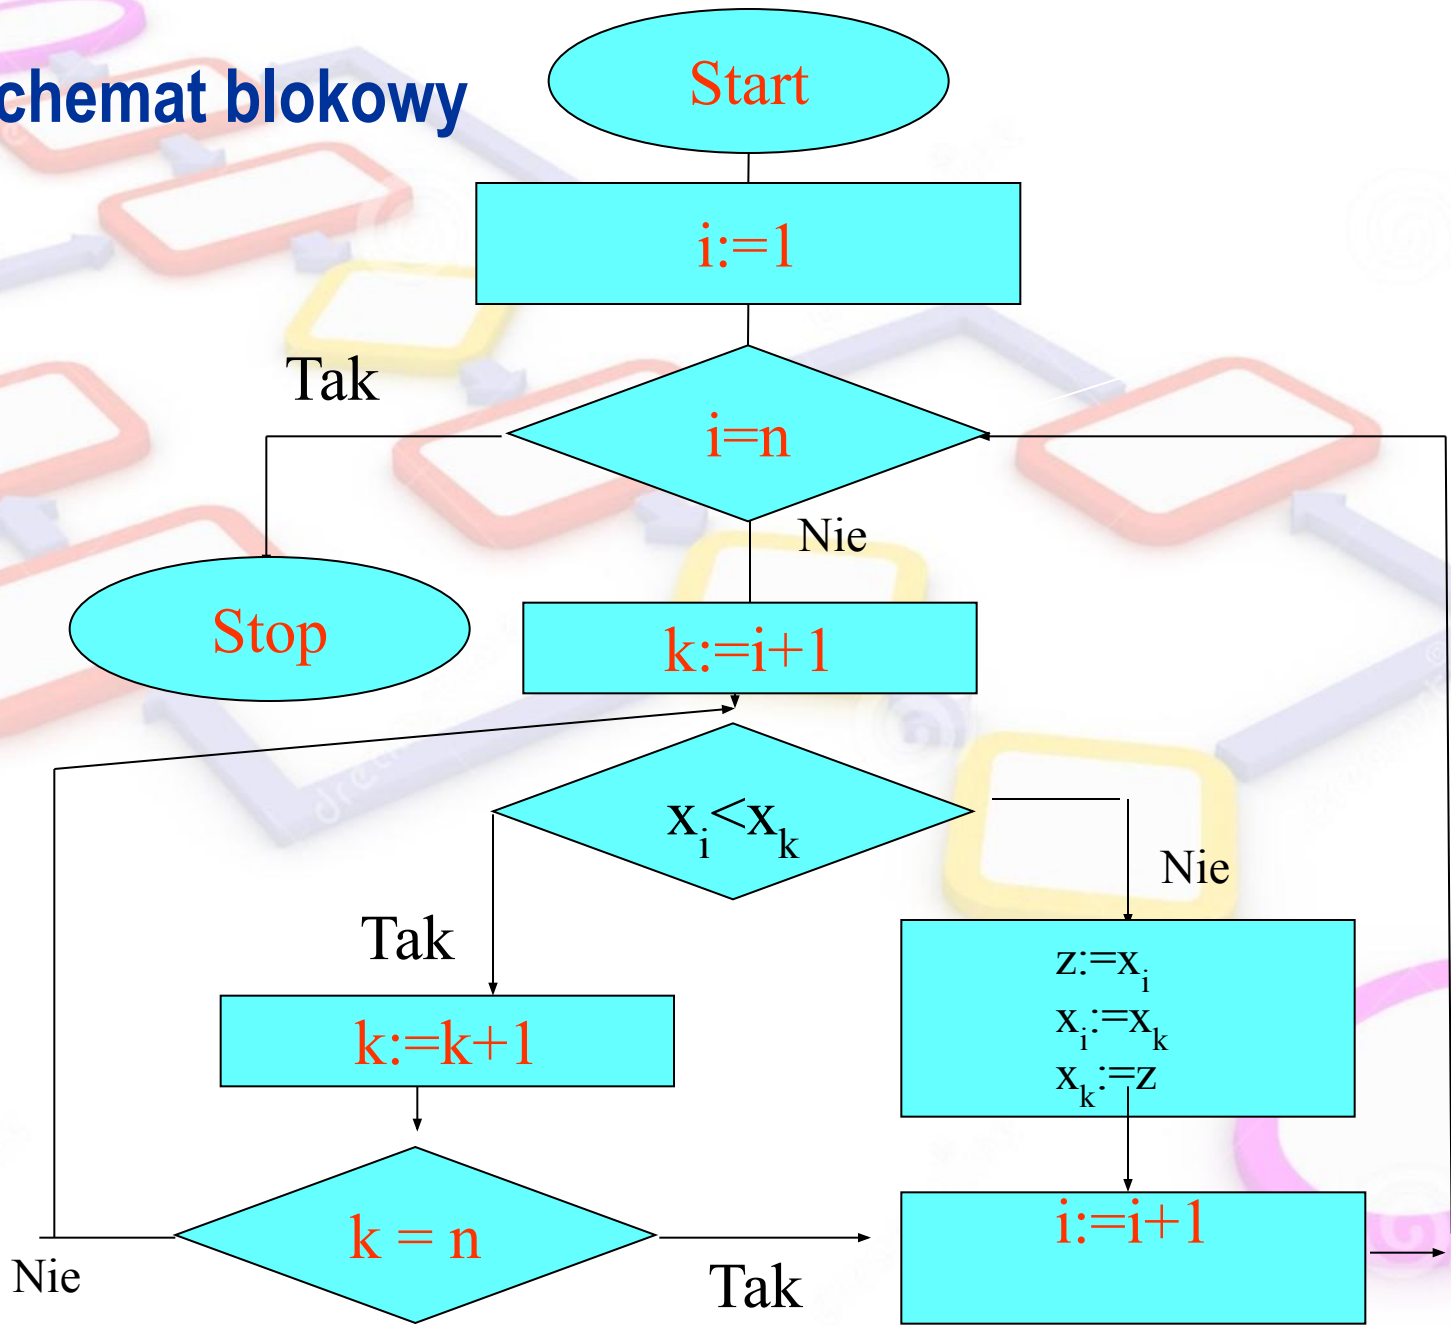 chemat blokowy
Start
i:=1
Tak
i=n
Nie
Stop
k:=i+1
xᵢ<xₖ
Nie
Tak
z:=xᵢ
xᵢ:=xₖ
xₖ:=z
k:=k+1
i:=i+1
k = n
Nie
Tak